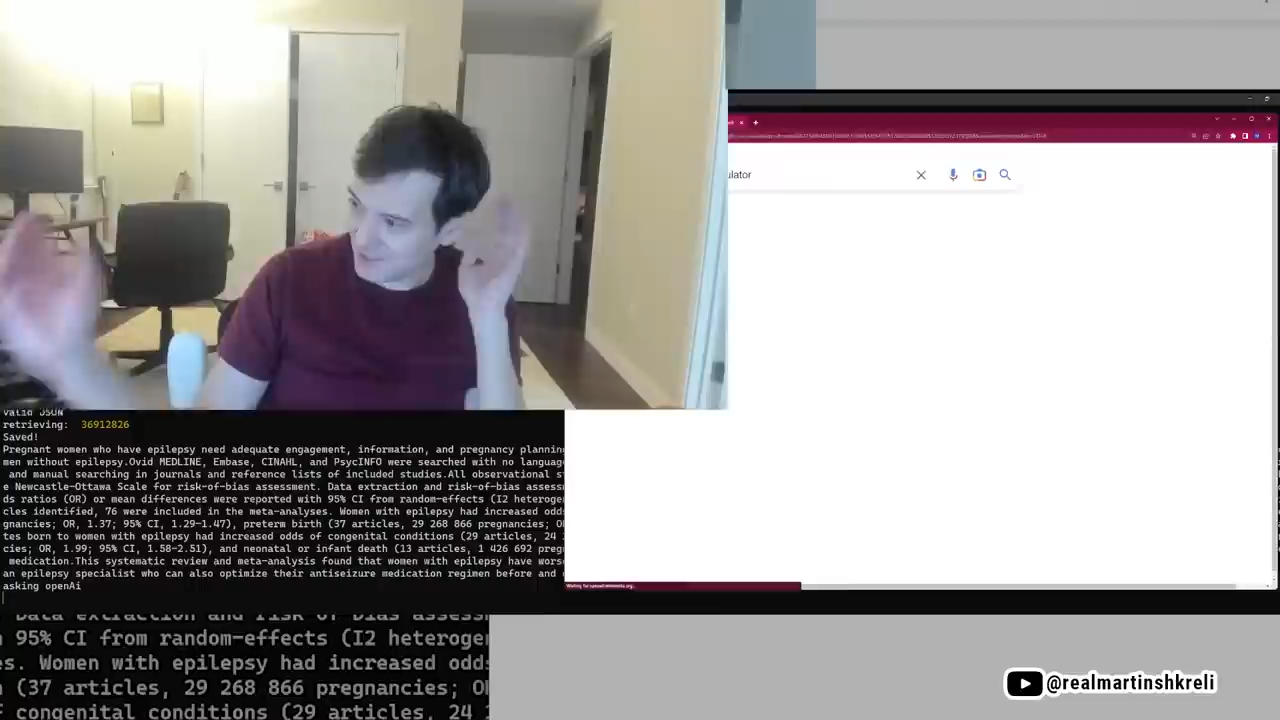 ulator
valid JSON
retrieving: 36912826
Saved!
Pregnant women who have epilepsy need adequate engagement, information, and pregnancy planning
men without epilepsy.Ovid MEDLINE, Embase, CINAHL, and PsycINFO were searched with no languag
and manual searching in journals and reference lists of included studies.All observational s
e Newcastle-Ottawa Scale for risk-of-bias assessment. Data extraction and risk-of-bias assess
ds ratios (OR) or mean differences were reported with 95% CI from random-effects (I2 heteroge
cles identified, 76 were included in the meta-analyses. Women with epilepsy had increased odd
gnancies; OR, 1.37; 95% CI, 1.29-1.47), preterm birth (37 articles, 29 268 866 pregnancies; O
tes born to women with epilepsy had increased odds of congenital conditions (29 articles, 24
cies; OR, 1.99; 95% CI, 1.58-2.51), and neonatal or infant death (13 articles, 1 426 692 preg
medication.This systematic review and meta-analysis found that women with epilepsy have wors
an epilepsy specialist who can also optimize their antiseizure medication regimen before and
asking openAi
Data extraction and risk of bias assess
95% CI from random-effects (I2 heteroge
s. Women with epilepsy had increased odds
(37 articles, 29 268 866 pregnancies; O
congenital conditions (29 articles, 24
@realmartinshkreli